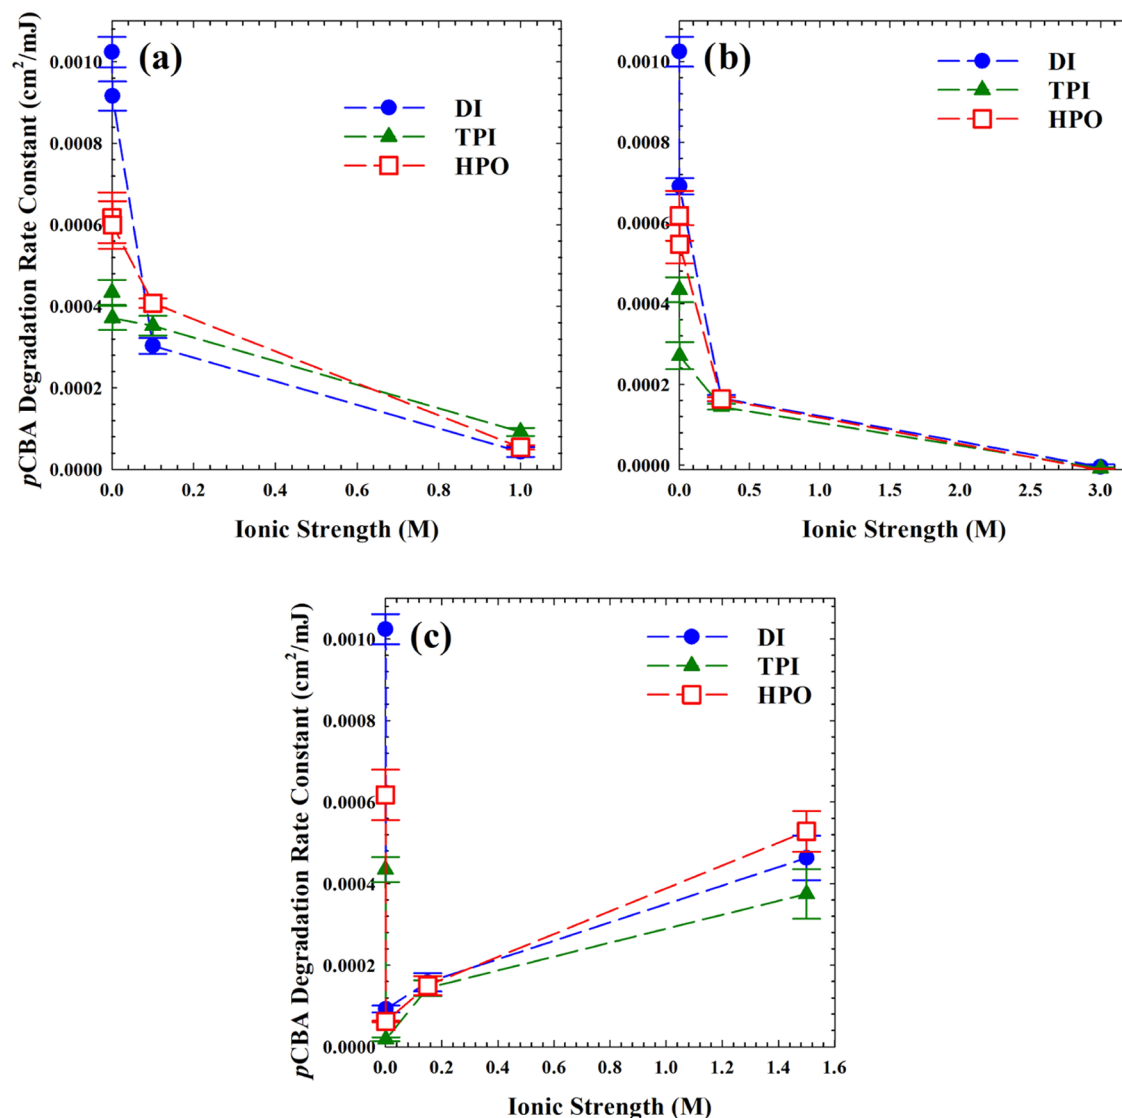 (a)
DI
TPI
HPO
pCBA Degradation Rate Constant (cm²/mJ)
0.0010
0.0008
0.0006
0.0004
0.0002
0.0000
0.0 0.2 0.4 0.6 0.8 1.0
Ionic Strength (M)
(b)
DI
TPI
HPO
0.0010
0.0008
0.0006
0.0004
0.0002
0.0000
0.0 0.5 1.0 1.5 2.0 2.5 3.0
Ionic Strength (M)
(c)
DI
TPI
HPO
pCBA Degradation Rate Constant (cm²/mJ)
0.0010
0.0008
0.0006
0.0004
0.0002
0.0000
0.0 0.2 0.4 0.6 0.8 1.0 1.2 1.4 1.6
Ionic Strength (M)